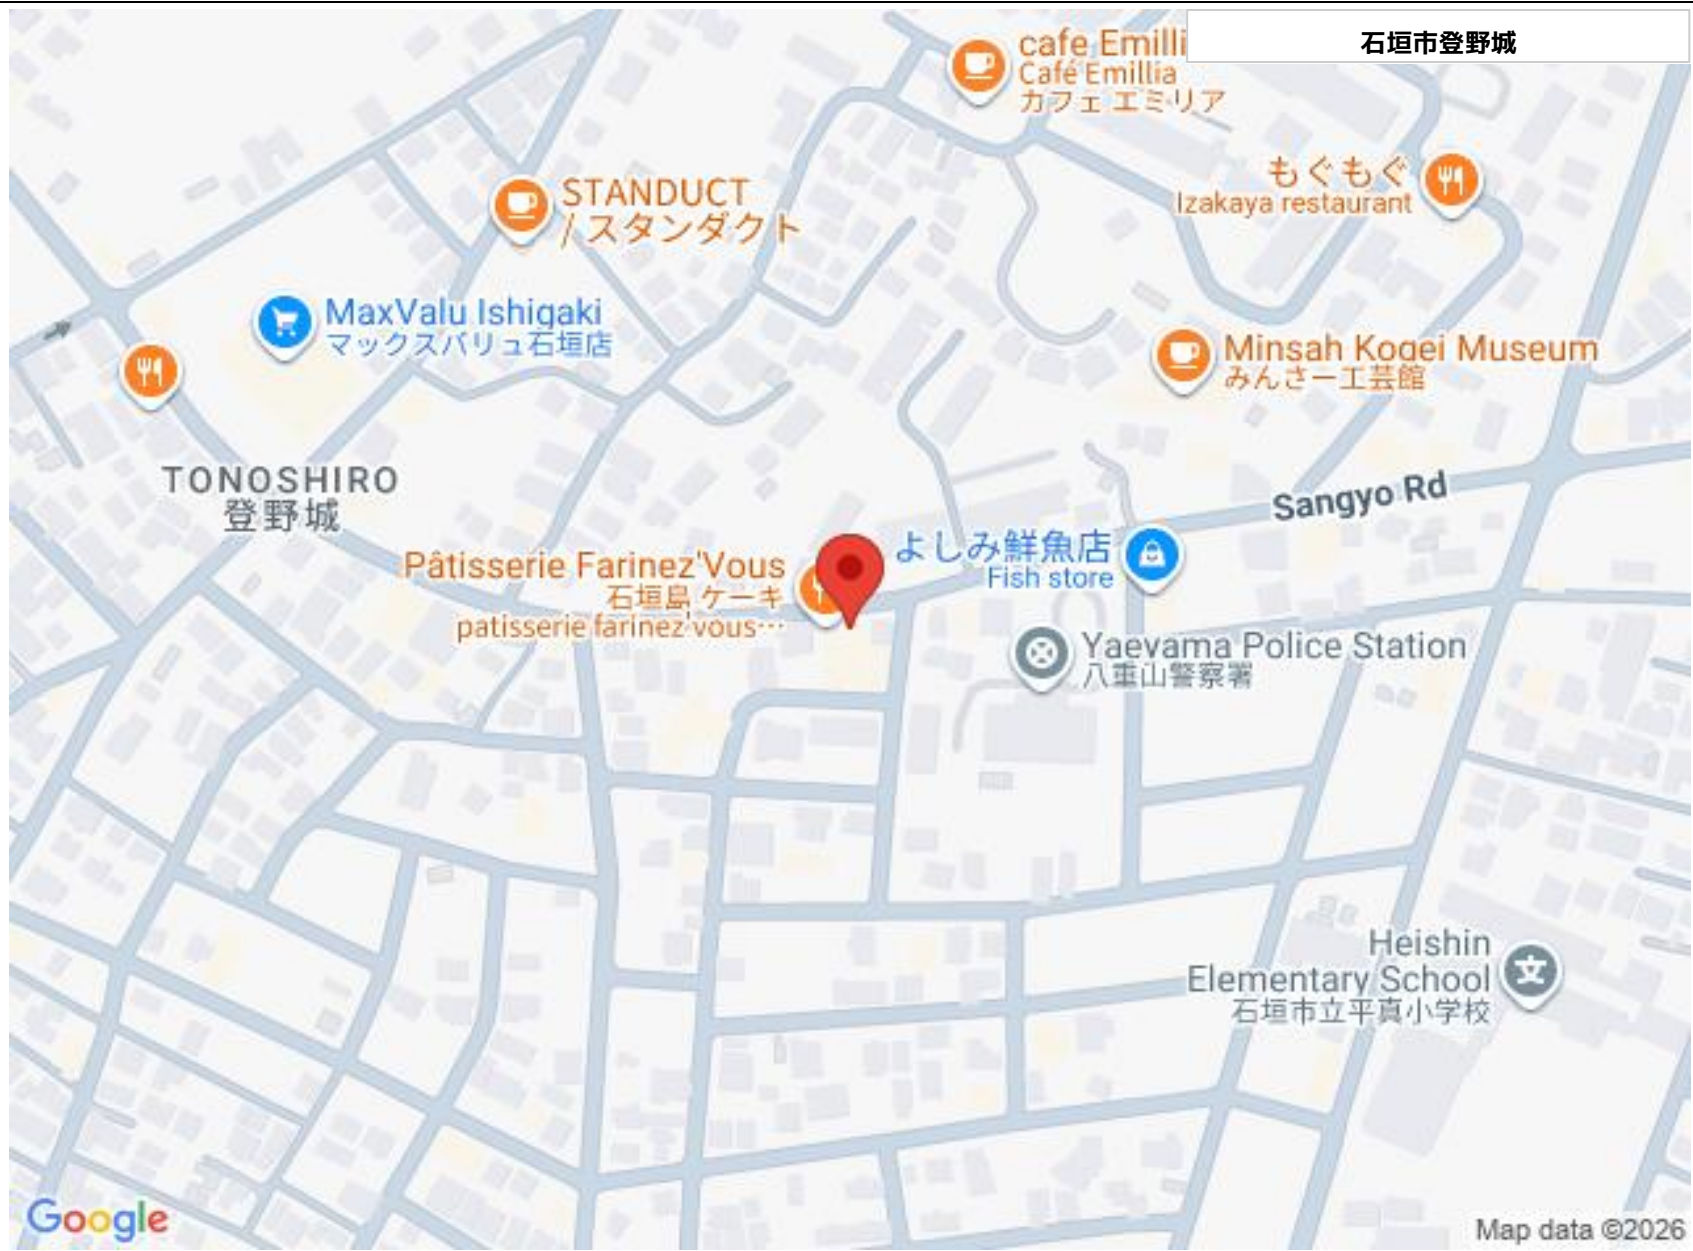 石垣市登野城
cafe Emilli
Café Emillia
カフェ エミリア
もぐもぐ
Izakaya restaurant
STANDUCT
/ スタンダクト
MaxValu Ishigaki
マックスバリュ石垣店
Minsah Kogei Museum
みんさー工芸館
TONOSHIRO
登野城
Sangyo Rd
よしみ鮮魚店
Fish store
Pâtisserie Farinez'Vous
石垣島 ケーキ
patisserie farinez'vous…
Yaeyama Police Station
八重山警察署
Heishin
Elementary School
石垣市立平真小学校
Google
Map data ©2026